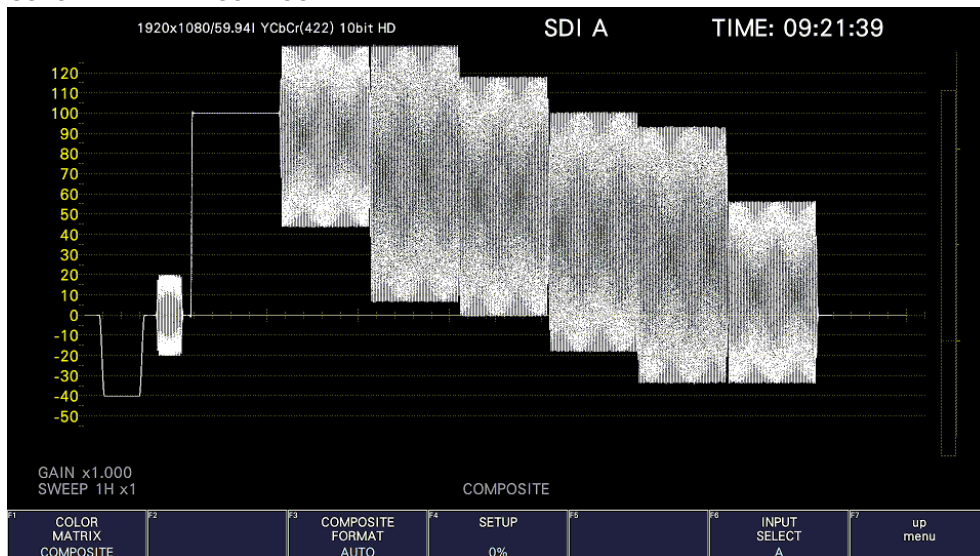 1920x1080/59.94I YCbCr(422) 10bit HD SDI A TIME: 09:21:39
120
110
100
90
80
70
60
50
40
30
20
10
0
-10
-20
-30
-40
-50
GAIN x1.000
SWEEP 1H x1 COMPOSITE
F1 COLOR MATRIX COMPOSITE
F2
F3 COMPOSITE FORMAT AUTO
F4 SETUP 0%
F5
F6 INPUT SELECT A
F7 up menu